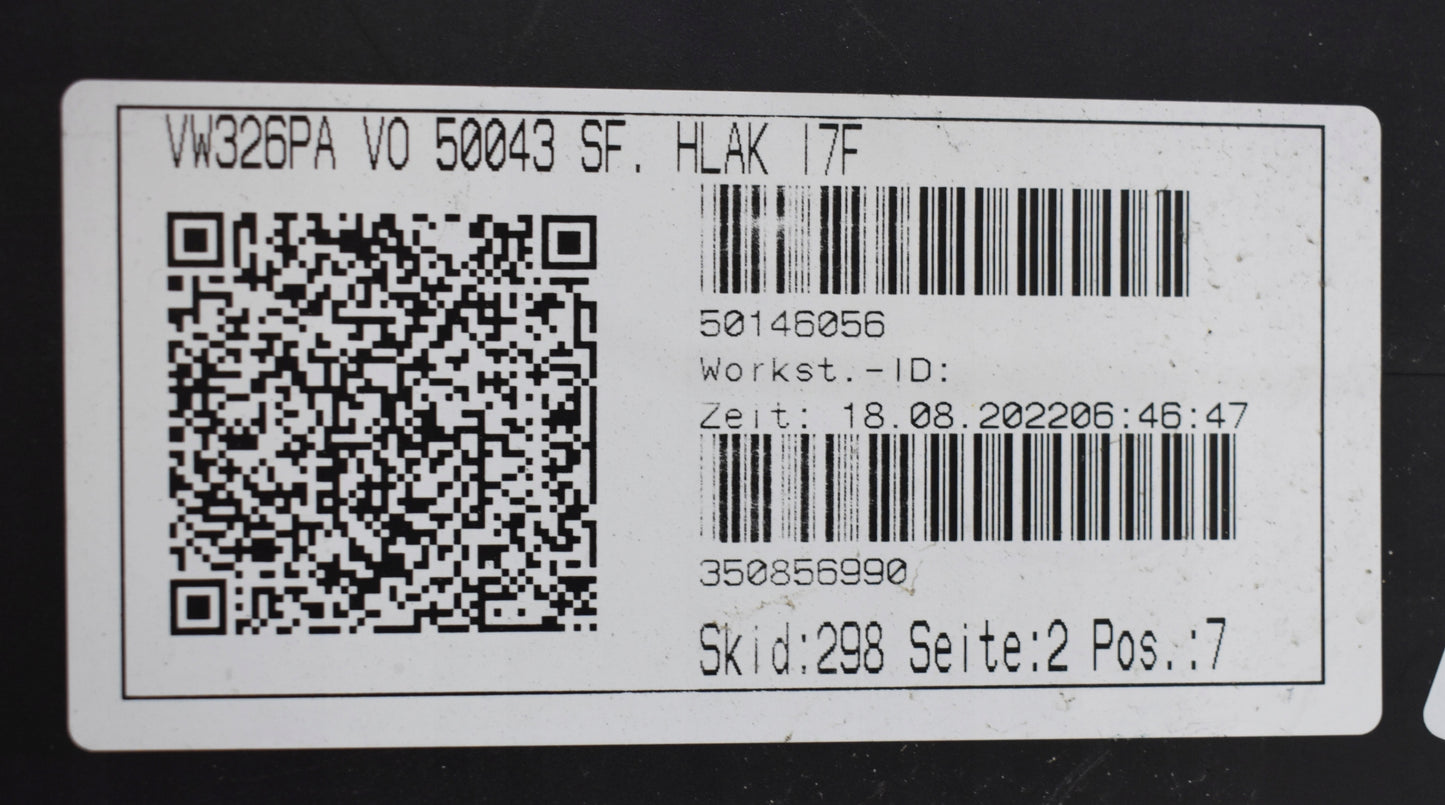 VW326PA VO 50043 SF. HLAK I7F
50146056
Workst.-ID:
Zeit: 18.08.202206:46:47
350856990
Skid:298 Seite:2 Pos.:7